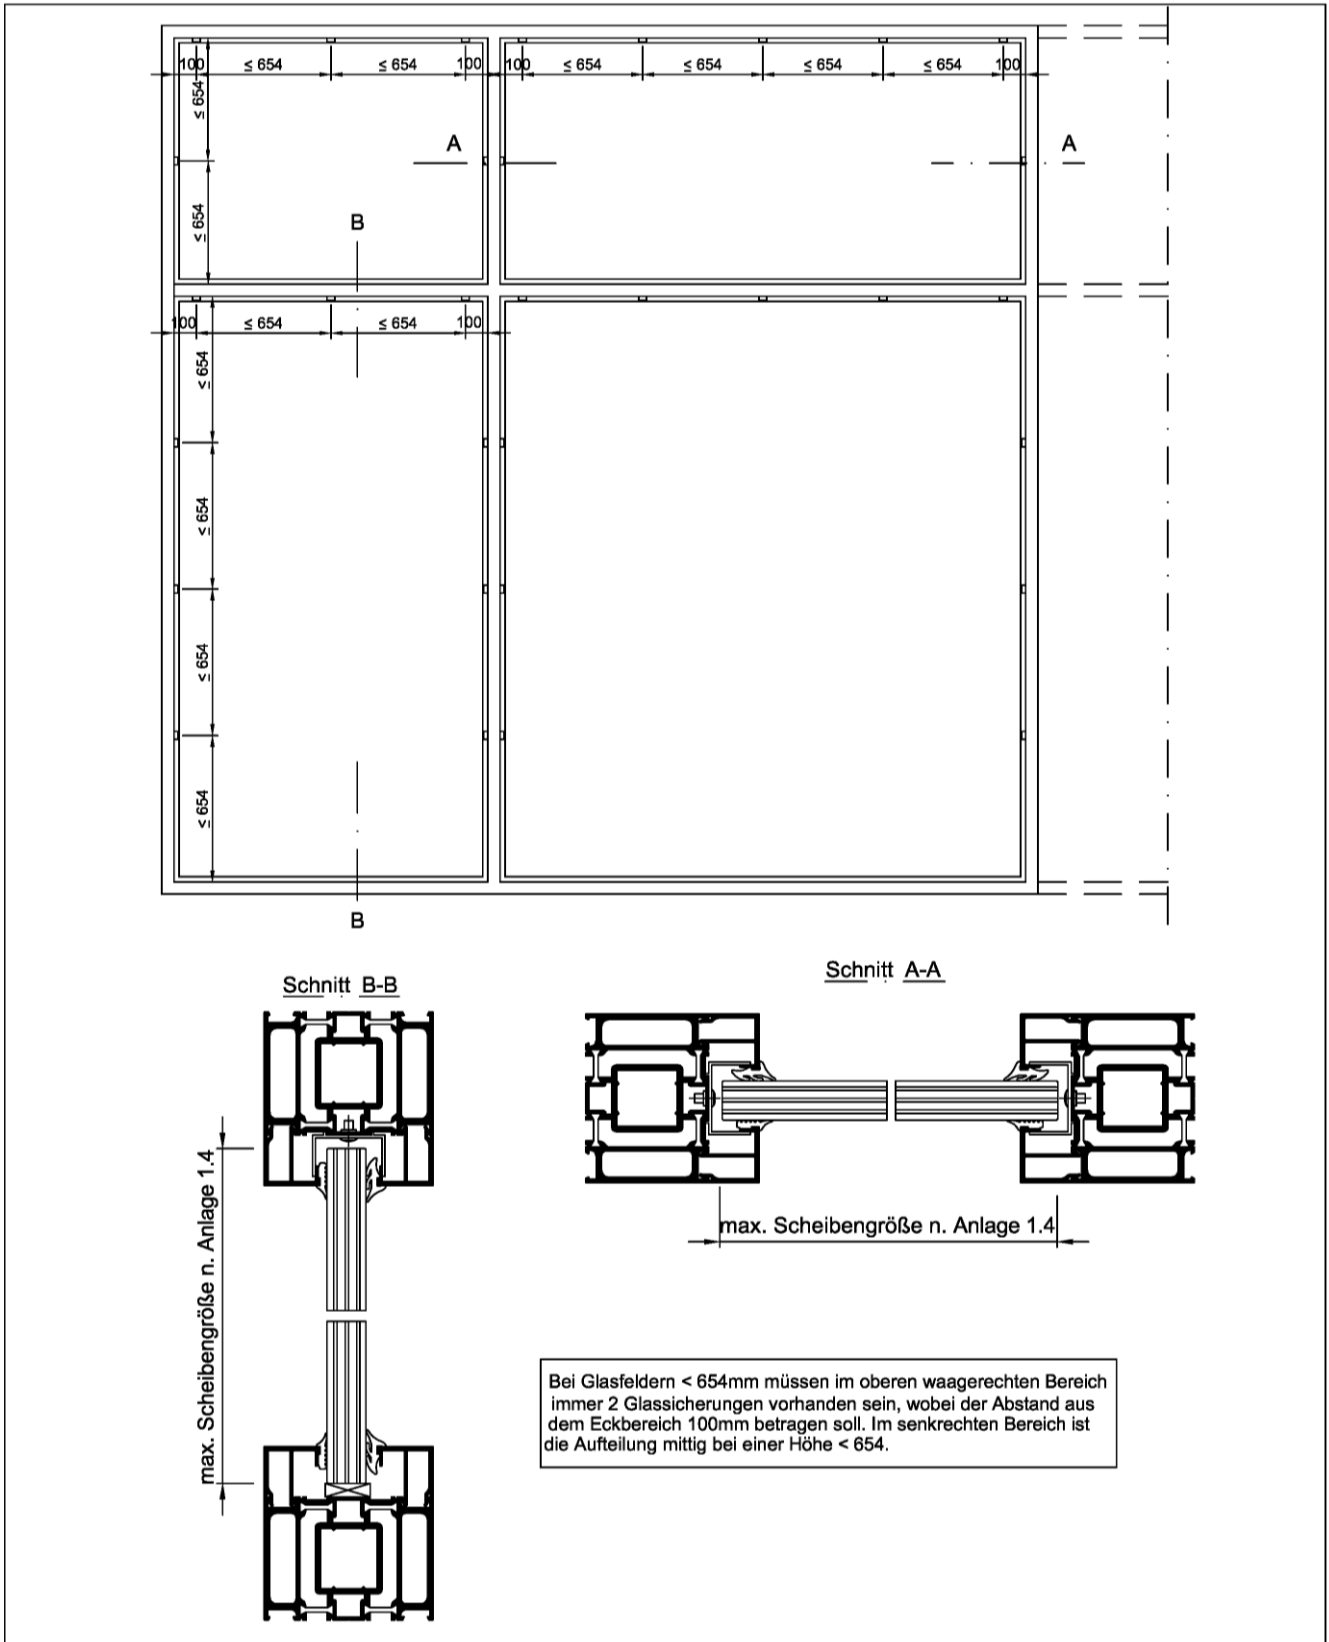 100 ≤ 654 ≤ 654 100 ≤ 654 ≤ 654 ≤ 654 ≤ 654 100
≤ 654
A A
≤ 654
B
100 ≤ 654 ≤ 654 100
≤ 654
≤ 654
≤ 654
≤ 654
B
Schnitt B-B
Schnitt A-A
max. Scheibengröße n. Anlage 1.4
max. Scheibengröße n. Anlage 1.4
Bei Glasfeldern < 654mm müssen im oberen waagerechten Bereich
immer 2 Glassicherungen vorhanden sein, wobei der Abstand aus
dem Eckbereich 100mm betragen soll. Im senkrechten Bereich ist
die Aufteilung mittig bei einer Höhe < 654.